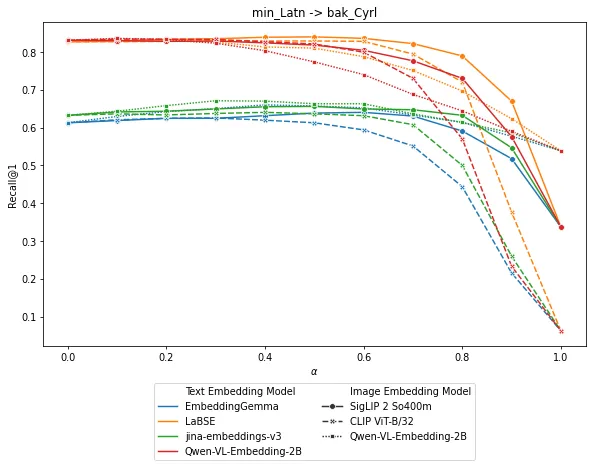 min_Latn -> bak_Cyrl
Recall@1
0.8
0.7
0.6
0.5
0.4
0.3
0.2
0.1
0.0 0.2 0.4 0.6 0.8 1.0
α
Text Embedding Model Image Embedding Model
EmbeddingGemma SigLIP 2 So400m
LaBSE CLIP ViT-B/32
jina-embeddings-v3 Qwen-VL-Embedding-2B
Qwen-VL-Embedding-2B